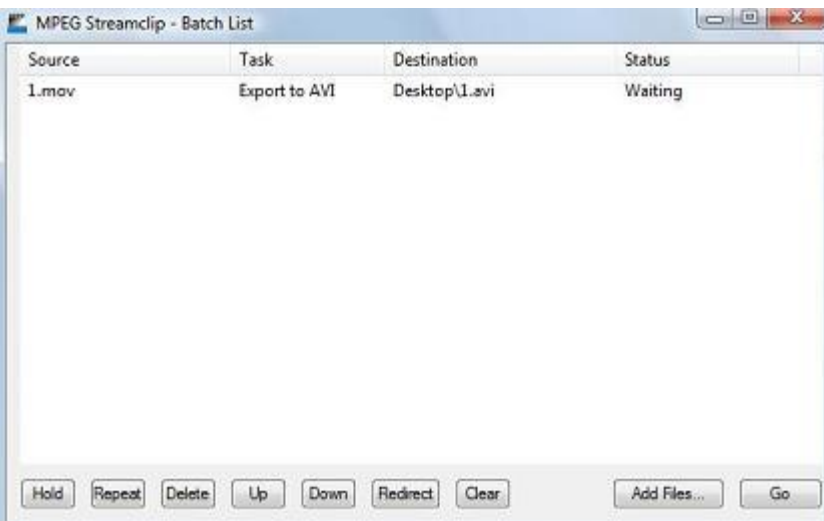 MPEG Streamclip - Batch List
Source Task Destination Status
1.mov Export to AVI Desktop\1.avi Waiting
Hold Repeat Delete Up Down Redirect Clear Add Files... Go